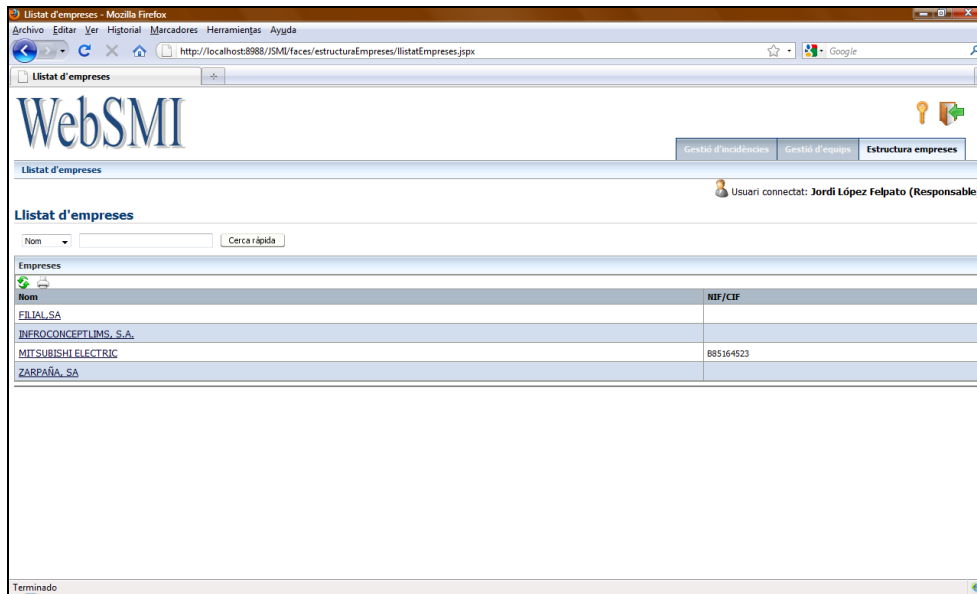 Llistat d'empreses - Mozilla Firefox
Archivo Editar Ver Historial Marcadores Herramientas Ayuda
http://localhost:8988/JSMI/faces/estructuraEmpreses/llistatEmpreses.jspx
Google
Llistat d'empreses
WebSMI
Gestió d'incidències Gestió d'equips Estructura empreses
Llistat d'empreses
Usuari connectat: Jordi López Felpato (Responsable
Llistat d'empreses
Nom Cerca ràpida
Empreses
Nom NIF/CIF
FILIAL,SA
INFROCONCEPTLIMS, S.A.
MITSUBISHI ELECTRIC B85164523
ZARPAÑA, SA
Terminado